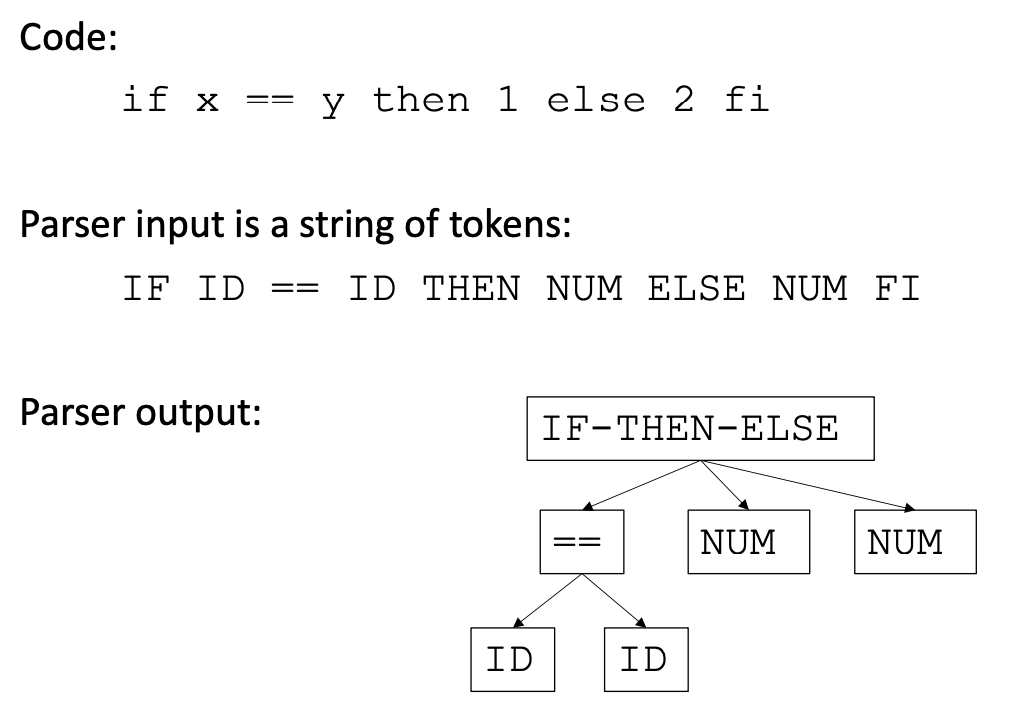 Code:
if x == y then 1 else 2 fi
Parser input is a string of tokens:
IF ID == ID THEN NUM ELSE NUM FI
Parser output:
IF-THEN-ELSE
== NUM NUM
ID ID